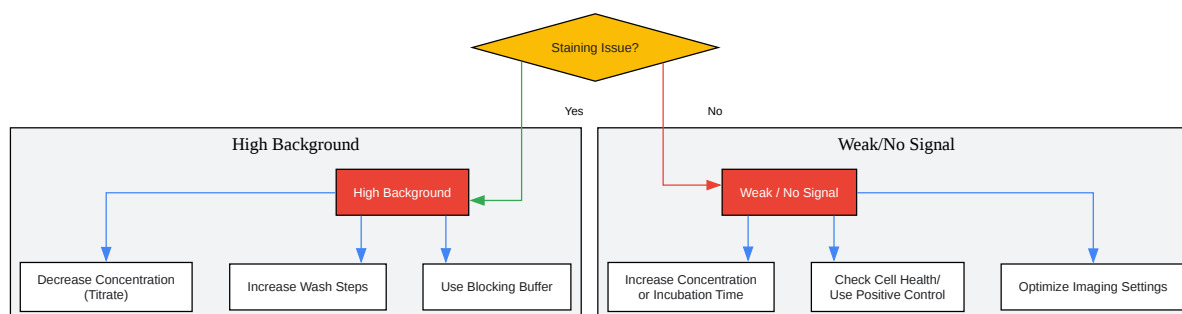 Staining Issue?
Yes
No
High Background
Weak/No Signal
High Background
Weak / No Signal
Decrease Concentration
(Titrate)
Increase Wash Steps
Use Blocking Buffer
Increase Concentration
or Incubation Time
Check Cell Health/
Use Positive Control
Optimize Imaging Settings